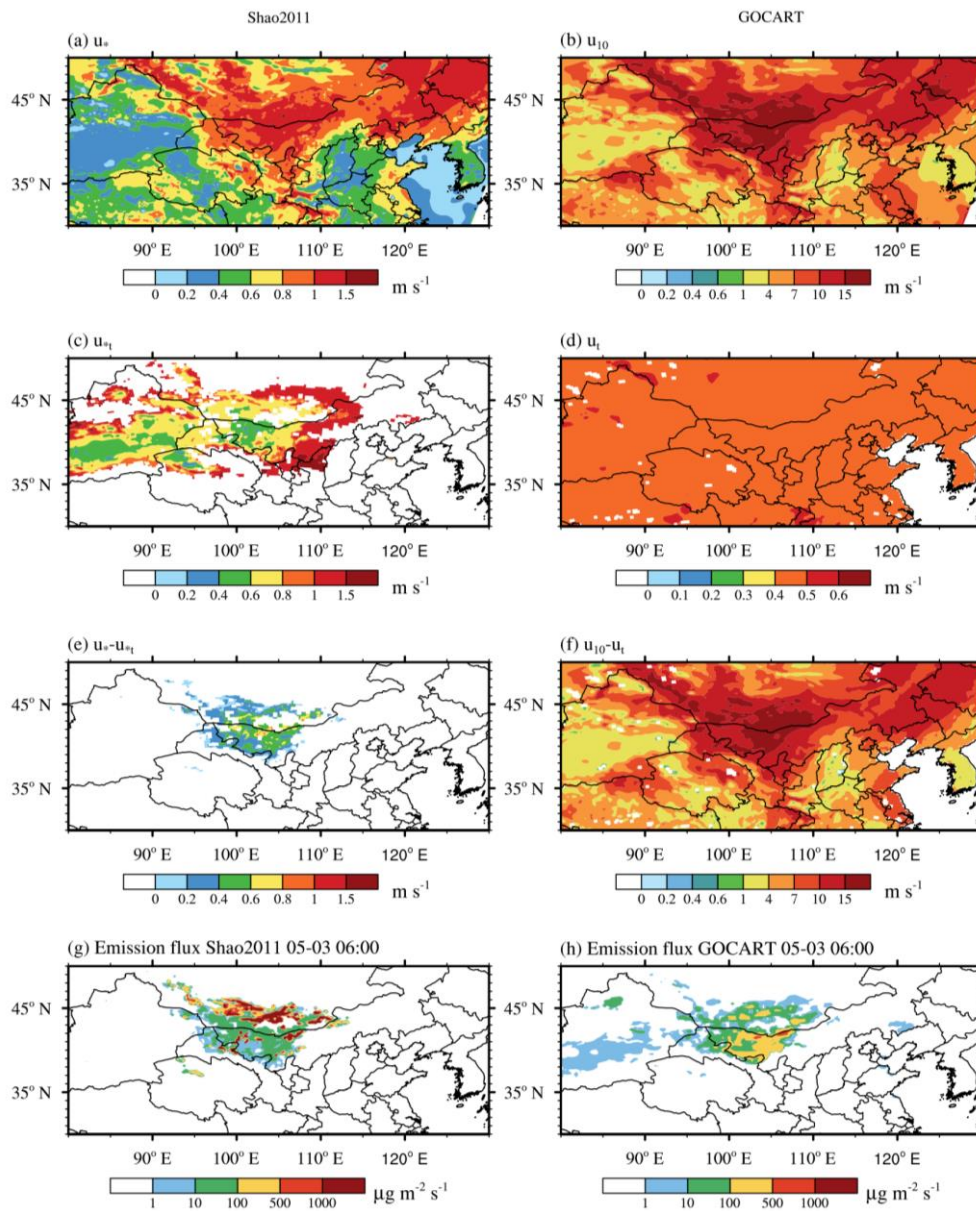 Shao2011 GOCART
(a) u* (b) u10
45° N 45° N
35° N 35° N
90° E 100° E 110° E 120° E 90° E 100° E 110° E 120° E
0 0.2 0.4 0.6 0.8 1 1.5 m s-1 0 0.2 0.4 0.6 1 4 7 10 15 m s-1
(c) u*t (d) ut
45° N 45° N
35° N 35° N
90° E 100° E 110° E 120° E 90° E 100° E 110° E 120° E
0 0.2 0.4 0.6 0.8 1 1.5 m s-1 0 0.1 0.2 0.3 0.4 0.5 0.6 m s-1
(e) u*-u*t (f) u10-ut
45° N 45° N
35° N 35° N
90° E 100° E 110° E 120° E 90° E 100° E 110° E 120° E
0 0.2 0.4 0.6 0.8 1 1.5 m s-1 0 0.2 0.4 0.6 1 4 7 10 15 m s-1
(g) Emission flux Shao2011 05-03 06:00 (h) Emission flux GOCART 05-03 06:00
45° N 45° N
35° N 35° N
90° E 100° E 110° E 120° E 90° E 100° E 110° E 120° E
1 10 100 500 1000 μg m-2 s-1 1 10 100 500 1000 μg m-2 s-1